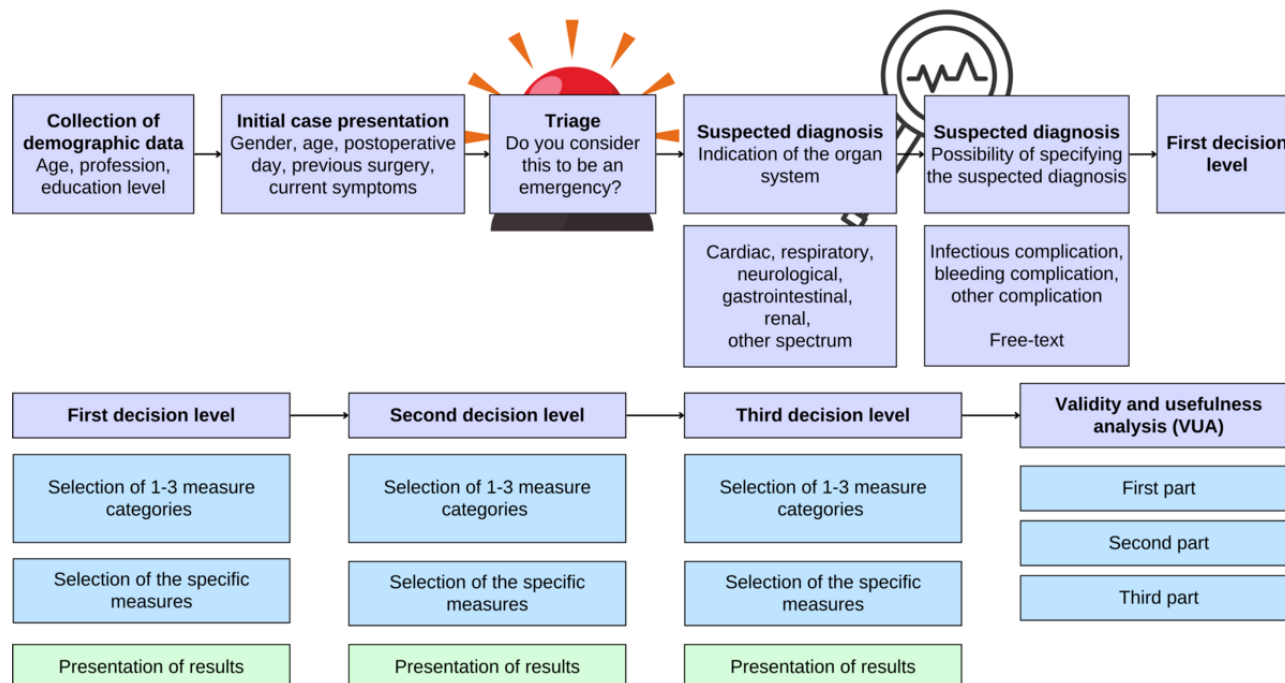 Collection of
demographic data
Age, profession,
education level
Initial case presentation
Gender, age, postoperative
day, previous surgery,
current symptoms
Triage
Do you consider
this to be an
emergency?
Suspected diagnosis
Indication of the organ
system
Suspected diagnosis
Possibility of specifying
the suspected diagnosis
First decision
level
Cardiac, respiratory,
neurological,
gastrointestinal,
renal,
other spectrum
Infectious complication,
bleeding complication,
other complication
Free-text
First decision level
Second decision level
Third decision level
Validity and usefulness
analysis (VUA)
Selection of 1-3 measure
categories
Selection of 1-3 measure
categories
Selection of 1-3 measure
categories
First part
Second part
Third part
Selection of the specific
measures
Selection of the specific
measures
Selection of the specific
measures
Presentation of results
Presentation of results
Presentation of results